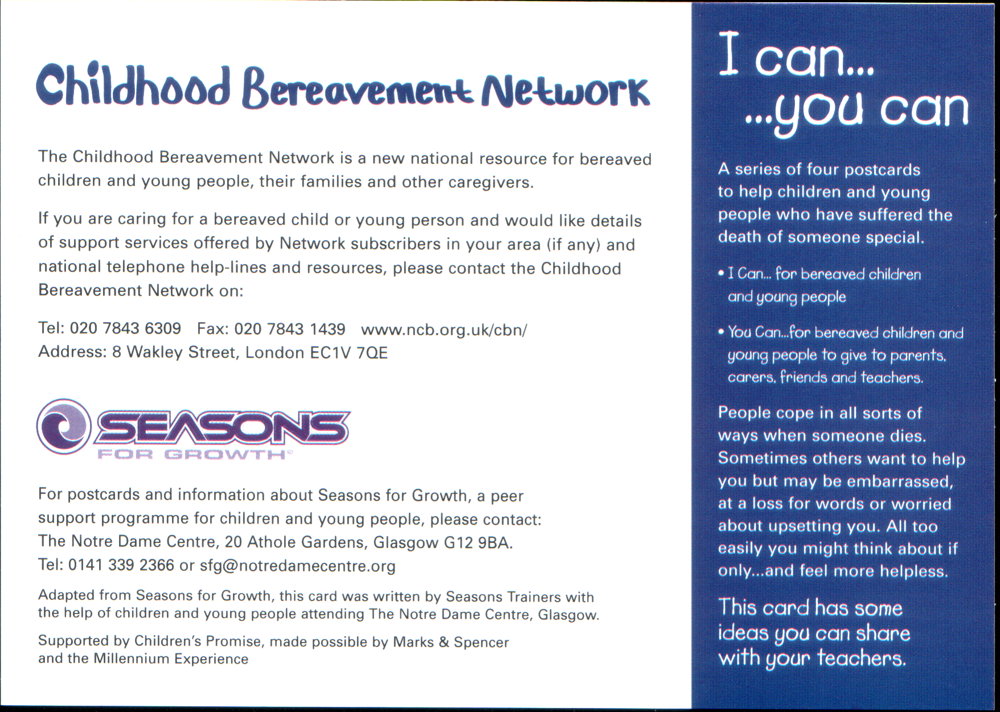 Childhood Bereavement Network
The Childhood Bereavement Network is a new national resource for bereaved
children and young people, their families and other caregivers.
If you are caring for a bereaved child or young person and would like details
of support services offered by Network subscribers in your area (if any) and
national telephone help-lines and resources, please contact the Childhood
Bereavement Network on:
Tel: 020 7843 6309 Fax: 020 7843 1439 www.ncb.org.uk/cbn/
Address: 8 Wakley Street, London EC1V 7QE
SEASONS
FOR GROWTH©
For postcards and information about Seasons for Growth, a peer
support programme for children and young people, please contact:
The Notre Dame Centre, 20 Athole Gardens, Glasgow G12 9BA.
Tel: 0141 339 2366 or sfg@notredamecentre.org
Adapted from Seasons for Growth, this card was written by Seasons Trainers with
the help of children and young people attending The Notre Dame Centre, Glasgow.
Supported by Children's Promise, made possible by Marks & Spencer
and the Millennium Experience
I can...
...you can
A series of four postcards
to help children and young
people who have suffered the
death of someone special.
• I Can... for bereaved children
and young people
• You Can...for bereaved children and
young people to give to parents,
carers, friends and teachers.
People cope in all sorts of
ways when someone dies.
Sometimes others want to help
you but may be embarrassed,
at a loss for words or worried
about upsetting you. All too
easily you might think about if
only...and feel more helpless.
This card has some
ideas you can share
with your teachers.